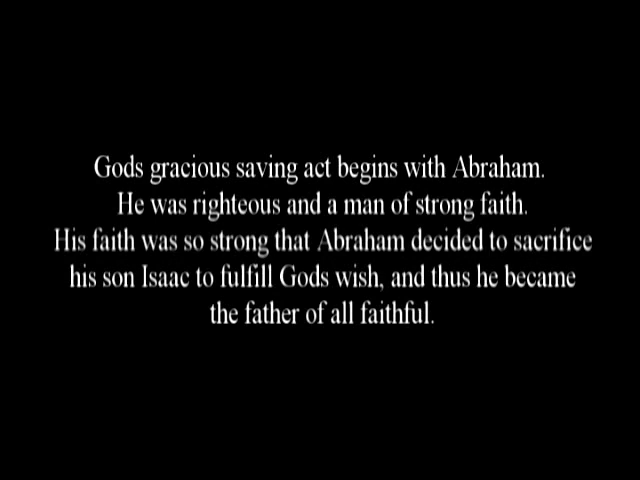 Gods gracious saving act begins with Abraham.
He was righteous and a man of strong faith.
His faith was so strong that Abraham decided to sacrifice
his son Isaac to fulfill Gods wish, and thus he became
the father of all faithful.